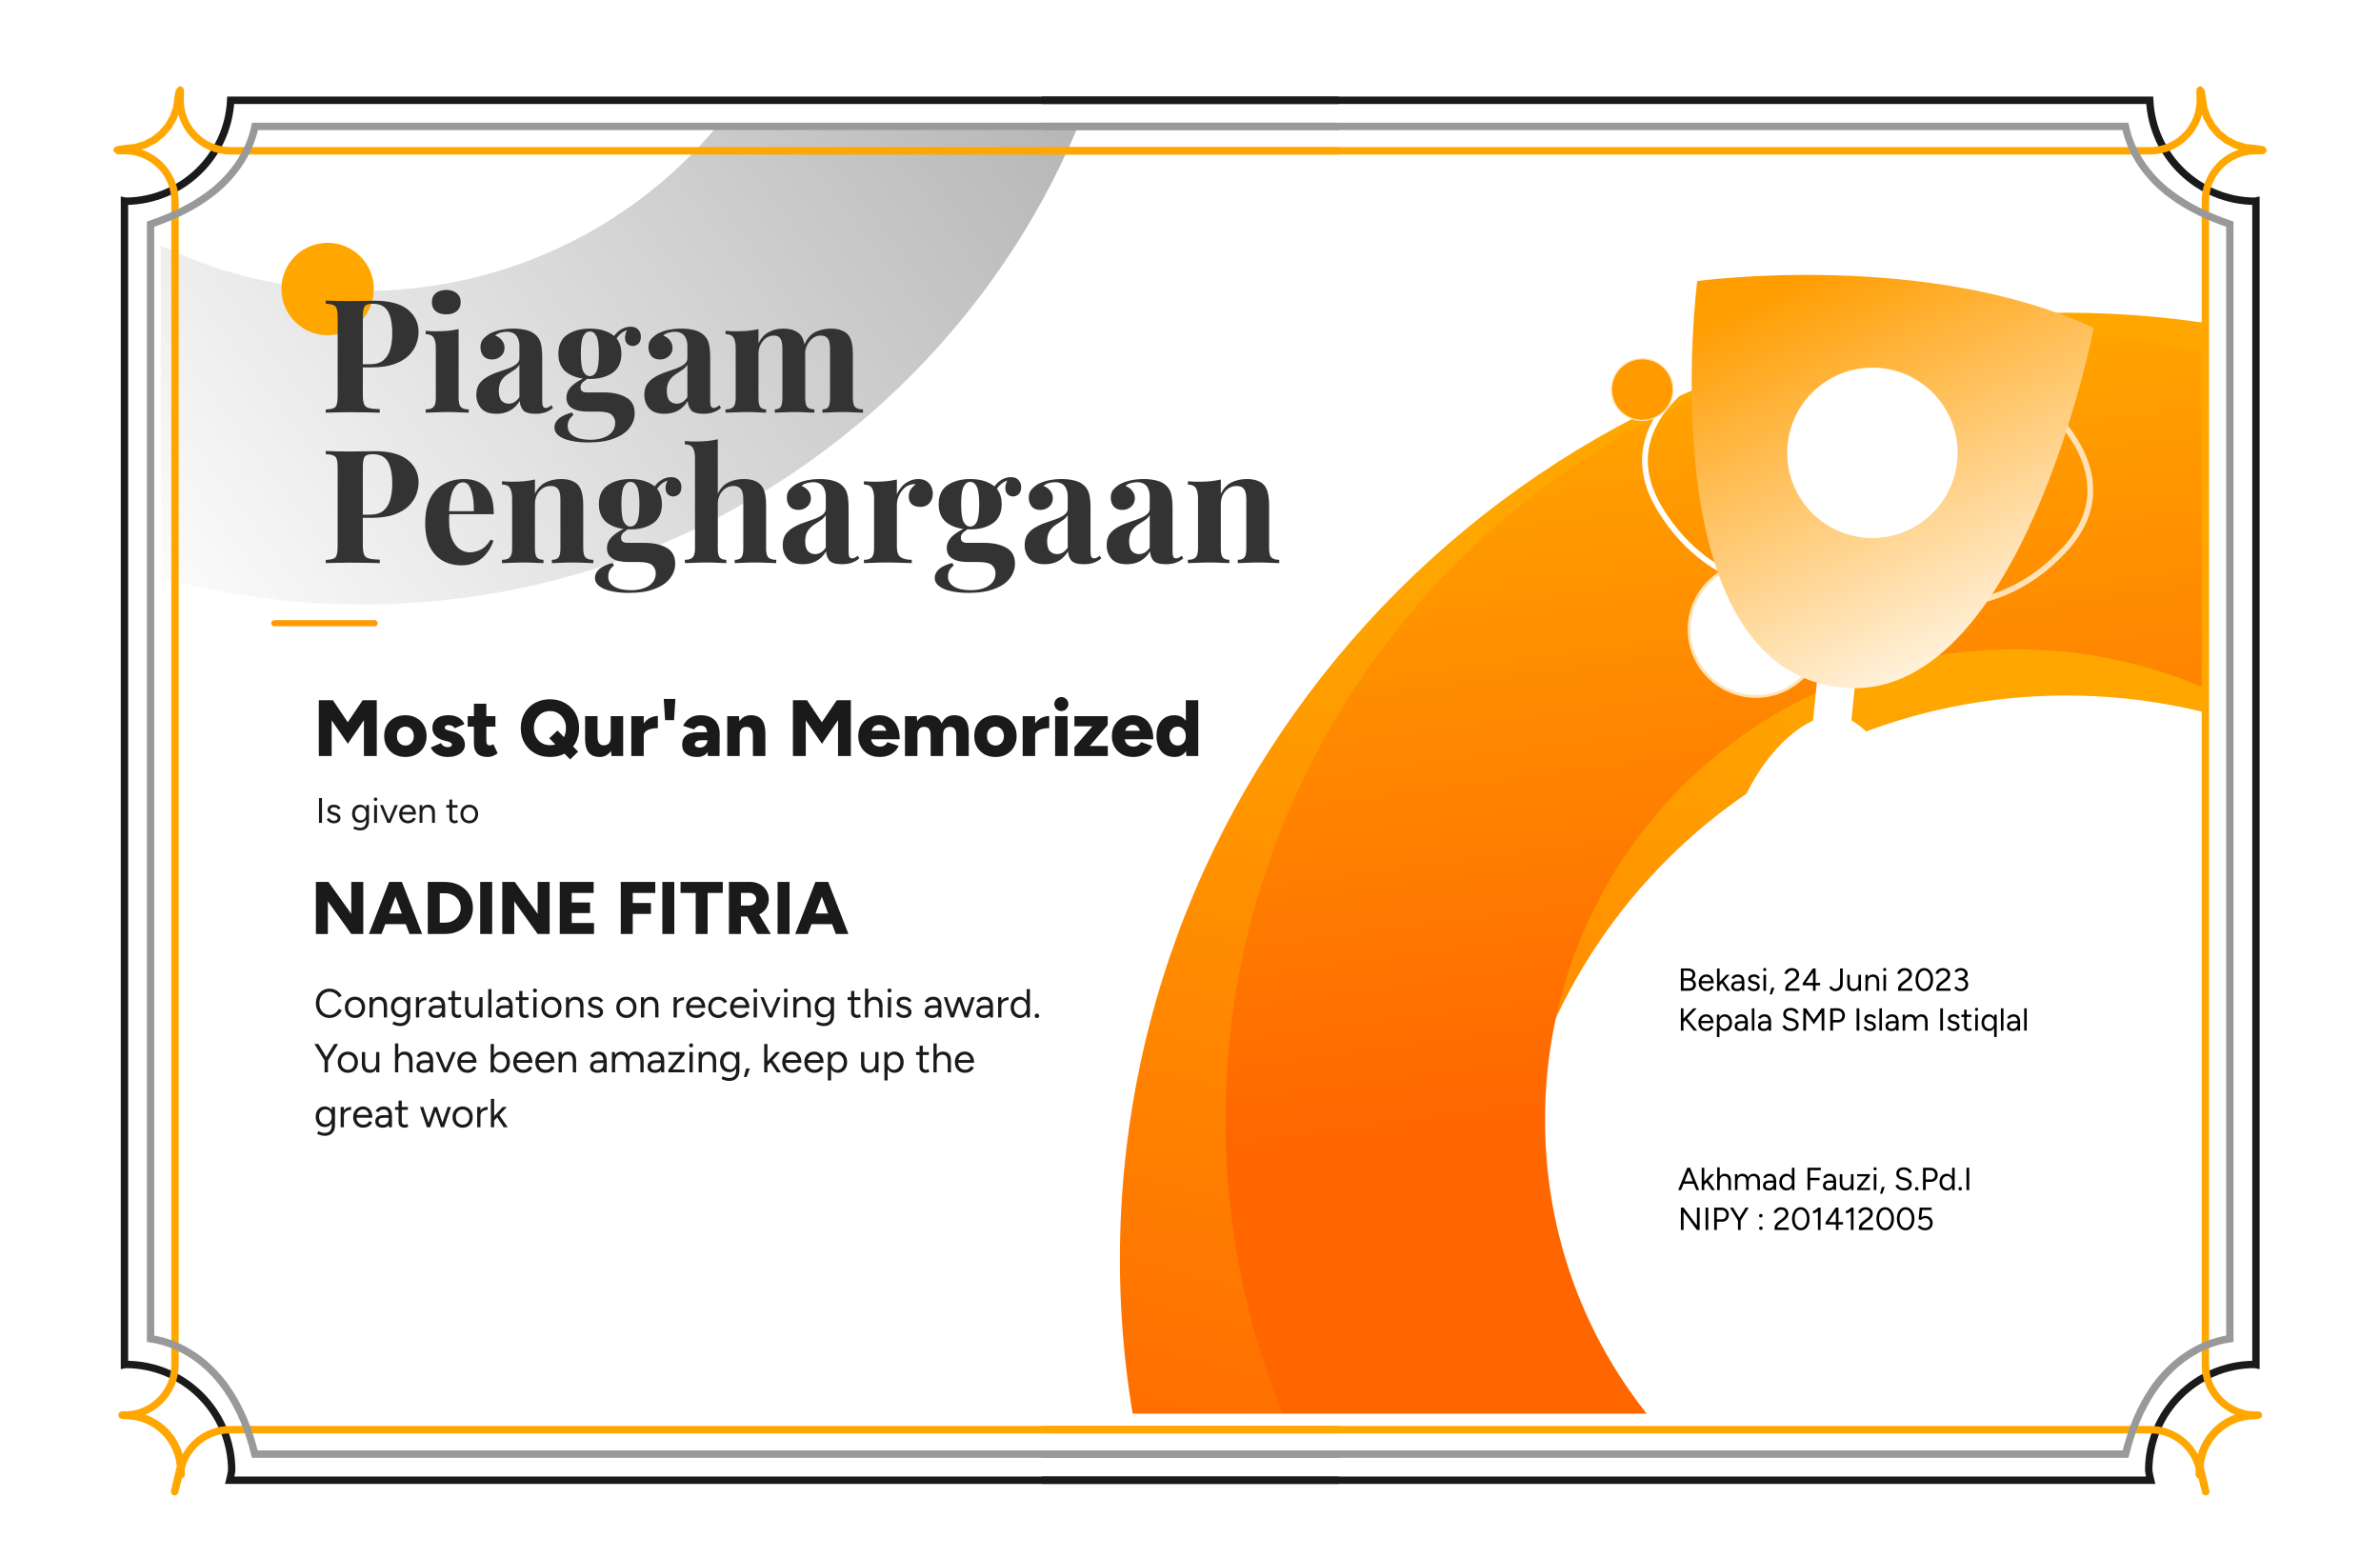 Piagam
Penghargaan
Most Qur'an Memorized
Is given to
NADINE FITRIA
Congratulations on receiving this award.
You have been amazing, keep up the
great work
Bekasi, 24 Juni 2023
Kepala SMP Islam Istiqlal
Akhmad Fauzi, S.Pd.I
NIPY : 201412005